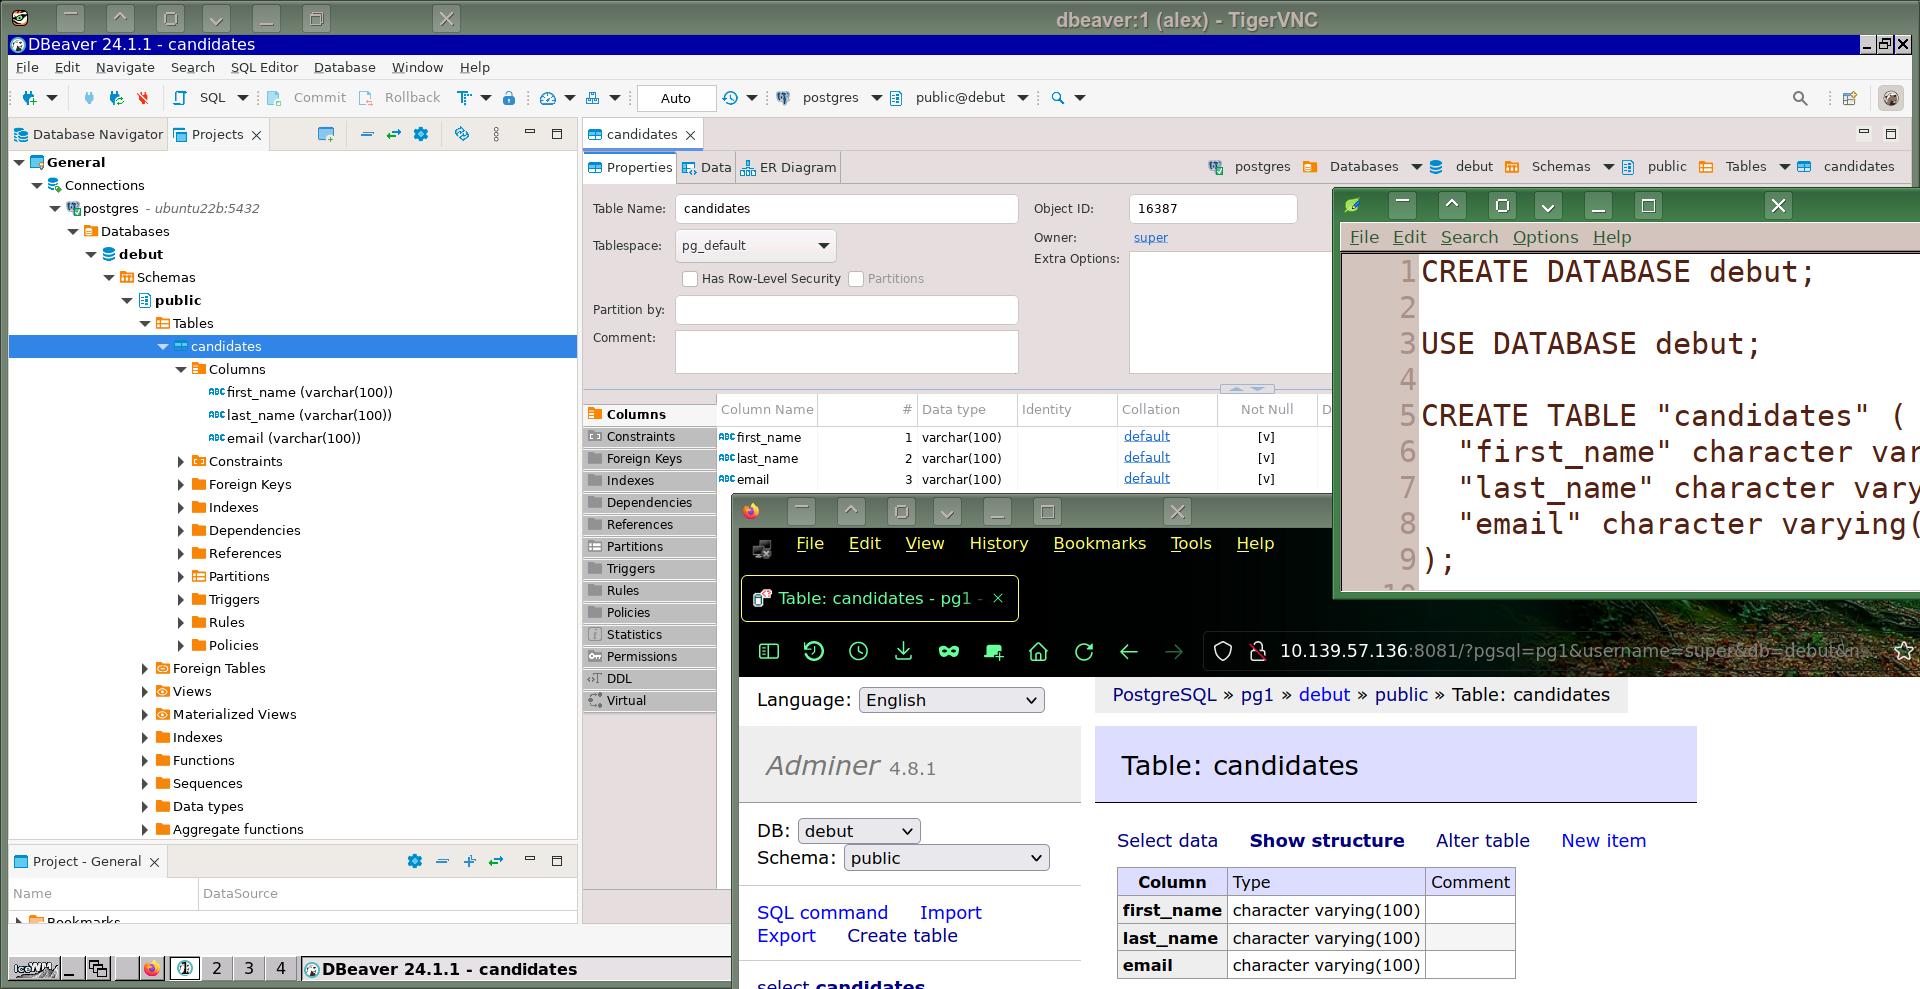 dbeaver:1 (alex) - TigerVNC
DBeaver 24.1.1 - candidates
File Edit Navigate Search SQL Editor Database Window Help
SQL Commit Rollback Auto postgres public@debut
Database Navigator Projects
General
Connections
postgres - ubuntu22b:5432
Databases
debut
Schemas
public
Tables
candidates
Columns
first_name (varchar(100))
last_name (varchar(100))
email (varchar(100))
Constraints
Foreign Keys
Indexes
Dependencies
References
Partitions
Triggers
Rules
Policies
Foreign Tables
Views
Materialized Views
Indexes
Functions
Sequences
Data types
Aggregate functions
Project - General
Name DataSource
Bookmarks
candidates
Properties Data ER Diagram
postgres Databases debut Schemas public Tables candidates
Table Name: candidates
Tablespace: pg_default
Has Row-Level Security Partitions
Partition by:
Comment:
Object ID: 16387
Owner: super
Extra Options:
Columns
Constraints
Foreign Keys
Indexes
Dependencies
References
Partitions
Triggers
Rules
Policies
Statistics
Permissions
DDL
Virtual
Column Name # Data type Identity Collation Not Null D
first_name 1 varchar(100) default [v]
last_name 2 varchar(100) default [v]
email 3 varchar(100) default [v]
File Edit Search Options Help
1 CREATE DATABASE debut;
2
3 USE DATABASE debut;
4
5 CREATE TABLE "candidates" (
6 "first_name" character var
7 "last_name" character vary
8 "email" character varying(
9 );
10
File Edit View History Bookmarks Tools Help
Table: candidates - pg1 -
10.139.57.136:8081/?pgsql=pg1&username=super&db=debut&n
Language: English
PostgreSQL » pg1 » debut » public » Table: candidates
Adminer 4.8.1
Table: candidates
DB: debut
Schema: public
SQL command Import
Export Create table
select candidates
Select data Show structure Alter table New item
Column Type Comment
first_name character varying(100)
last_name character varying(100)
email character varying(100)
IceWM 1 2 3 4 DBeaver 24.1.1 - candidates